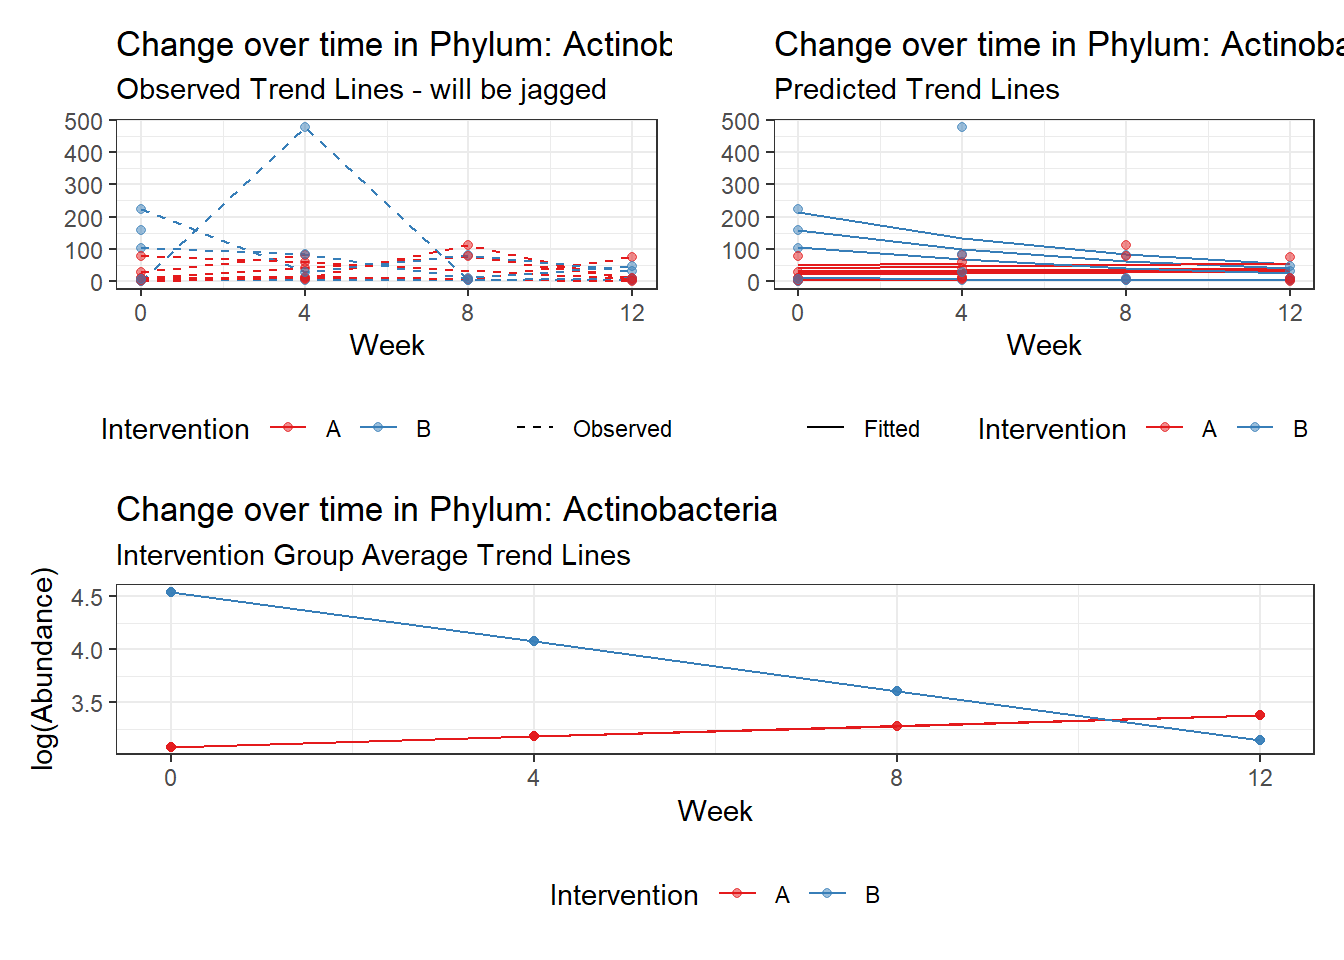 Change over time in Phylum: Actinob
Observed Trend Lines - will be jagged
500
400
300
200
100
0
0 4 8 12
Week
Intervention A B Observed
Change over time in Phylum: Actinoba
Predicted Trend Lines
500
400
300
200
100
0
0 4 8 12
Week
Fitted Intervention A B
Change over time in Phylum: Actinobacteria
Intervention Group Average Trend Lines
log(Abundance)
4.5
4.0
3.5
0 4 8 12
Week
Intervention A B